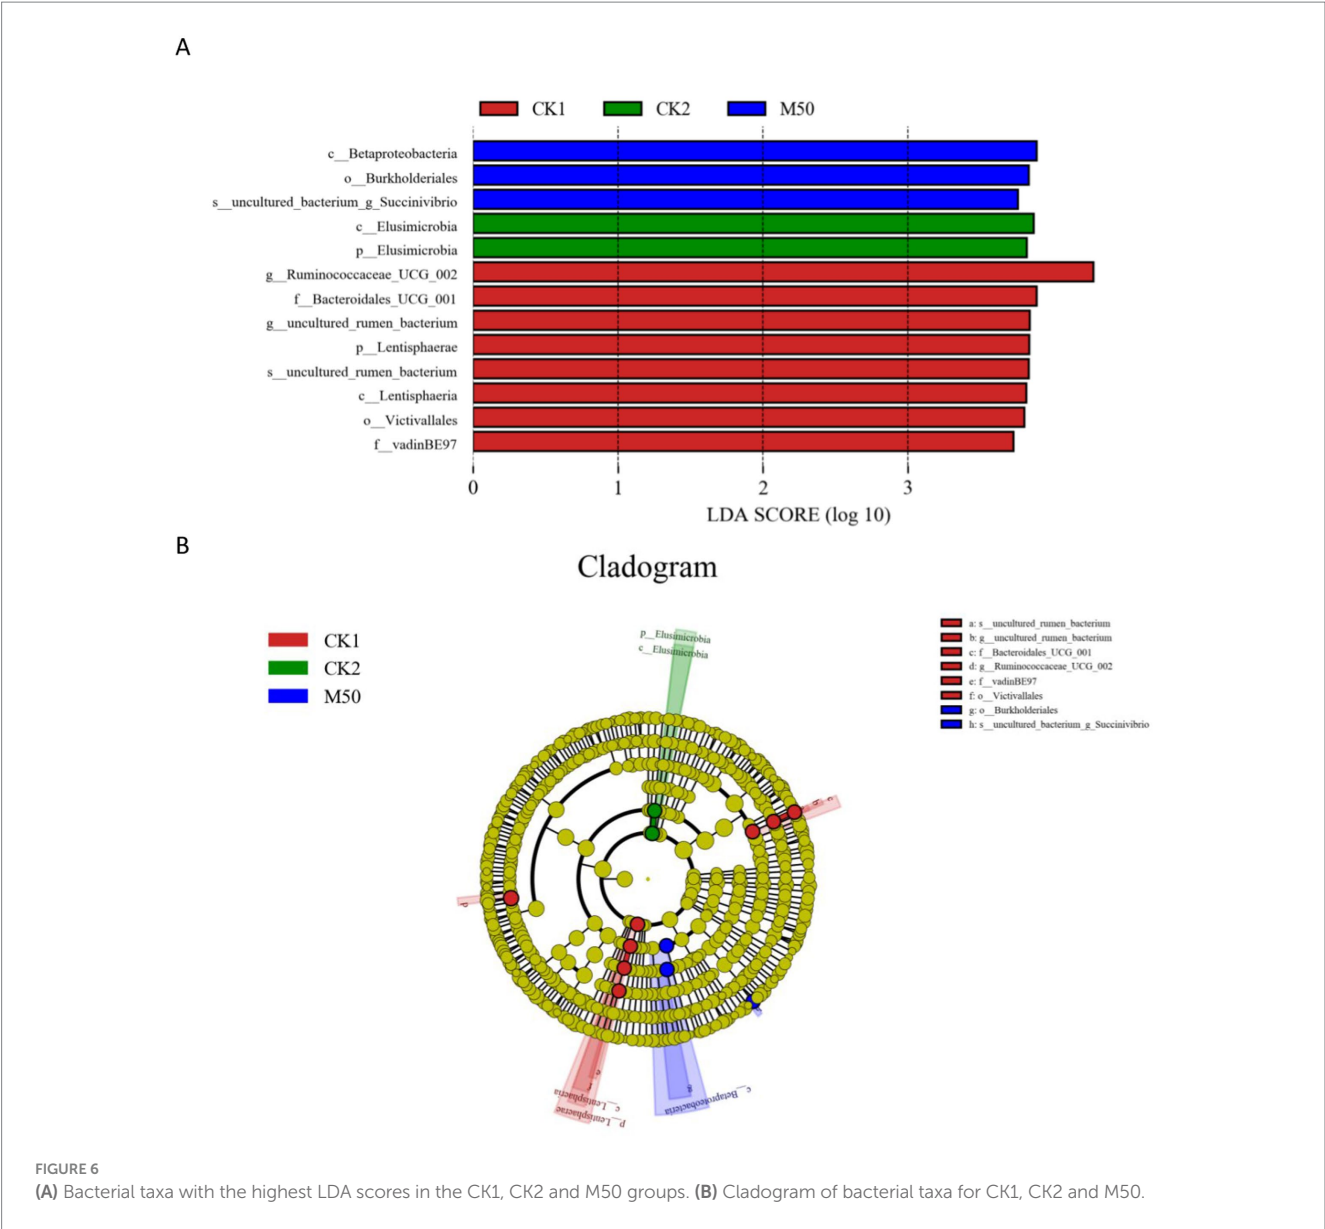 A
CK1 CK2 M50
c__Betaproteobacteria
o__Burkholderiales
s__uncultured_bacterium_g_Succinivibrio
c__Elusimicrobia
p__Elusimicrobia
g__Ruminococcaceae_UCG_002
f__Bacteroidales_UCG_001
g__uncultured_rumen_bacterium
p__Lentisphaerae
s__uncultured_rumen_bacterium
c__Lentisphaeria
o__Victivallales
f__vadinBE97
0 1 2 3
LDA SCORE (log 10)
B
Cladogram
CK1
CK2
M50
p__Elusimicrobia
c__Elusimicrobia
a: s__uncultured_rumen_bacterium
b: g__uncultured_rumen_bacterium
c: f__Bacteroidales_UCG_001
d: g__Ruminococcaceae_UCG_002
e: f__vadinBE97
f: o__Victivallales
g: o__Burkholderiales
h: s__uncultured_bacterium_g_Succinivibrio
d
e
f
c__Lentisphaeria
p__Lentisphaerae
g
c__Betaproteobacteria
FIGURE 6
(A) Bacterial taxa with the highest LDA scores in the CK1, CK2 and M50 groups. (B) Cladogram of bacterial taxa for CK1, CK2 and M50.